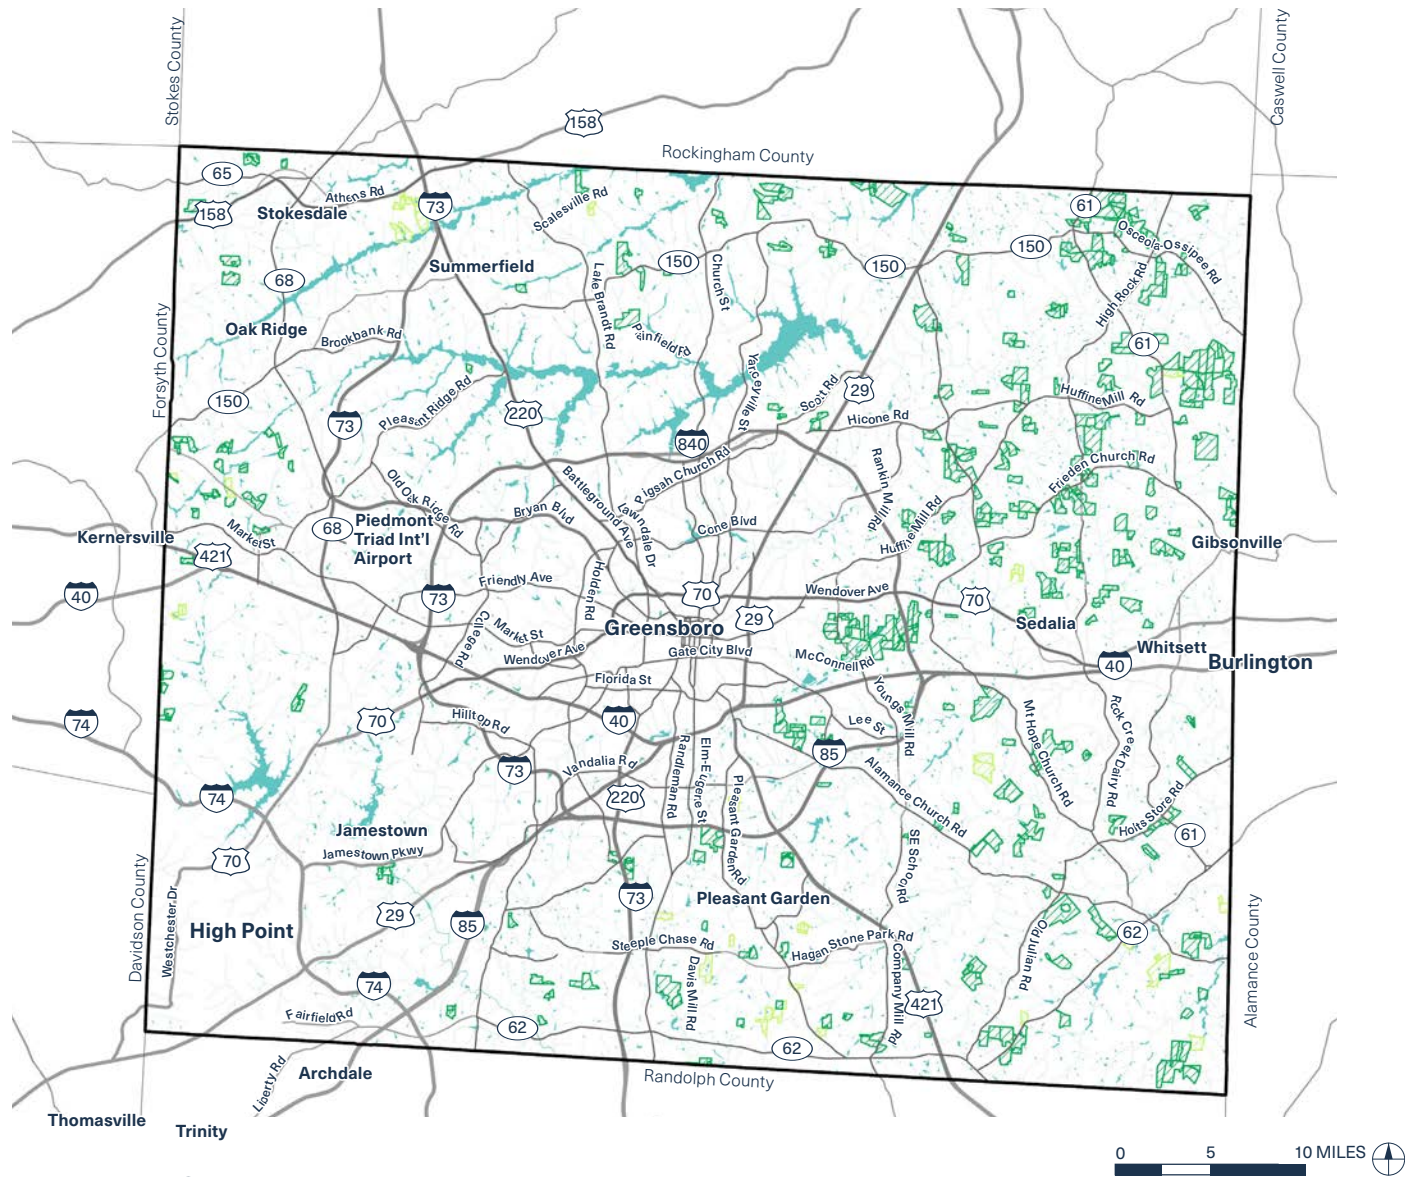 Stokes County
Caswell County
158
Rockingham County
65
Athens Rd
158
Stokesdale
73
Scalesville Rd
61
Osceola Ossipee Rd
150
150
150
Summerfield
68
Church St
Lake Brandt Rd
High Rock Rd
Oak Ridge
Brookbank Rd
61
Forsyth County
Yanceyville St
Scott Rd
29
Huffine Mill Rd
150
Pleasant Ridge Rd
220
Hicone Rd
73
840
Rankin Mill Rd
Frieden Church Rd
Old Oak Ridge Rd
Battleground Ave
Pisgah Church Rd
Lawndale Dr
Bryan Blvd
Cone Blvd
Huffine Mill Rd
68
Piedmont
Triad Int'l
Airport
Kernersville
Market St
421
Gibsonville
40
73
Friendly Ave
Holden Rd
70
Wendover Ave
70
29
Sedalia
Greensboro
College Rd
Market St
Wendover Ave
Gate City Blvd
McConnell Rd
Whitsett
40
Burlington
Florida St
Youngs Mill Rd
74
70
Hilltop Rd
40
Lee St
Mt Hope Church Rd
Rock Creek Dairy Rd
85
73
Vandalia Rd
Randleman Rd
Elm-Eugene St
Pleasant Garden Rd
Alamance Church Rd
74
220
Holts Store Rd
61
Jamestown
Jamestown Pkwy
70
SE School Rd
Davidson County
Westchester Dr
High Point
29
85
73
Pleasant Garden
62
Old Julian Rd
Alamance County
Steeple Chase Rd
Hagan Stone Park Rd
74
Davis Mill Rd
Company Mill Rd
421
Fairfield Rd
62
62
Liberty Rd
Archdale
Randolph County
Thomasville
Trinity
0 5 10 MILES